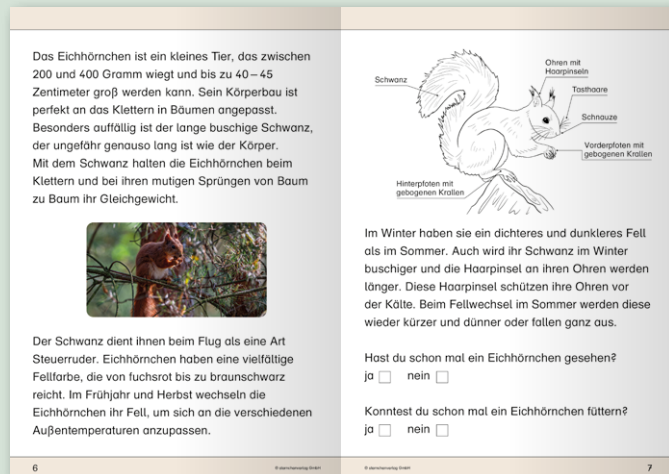 Das Eichhörnchen ist ein kleines Tier, das zwischen
200 und 400 Gramm wiegt und bis zu 40–45
Zentimeter groß werden kann. Sein Körperbau ist
perfekt an das Klettern in Bäumen angepasst.
Besonders auffällig ist der lange buschige Schwanz,
der ungefähr genauso lang ist wie der Körper.
Mit dem Schwanz halten die Eichhörnchen beim
Klettern und bei ihren mutigen Sprüngen von Baum
zu Baum ihr Gleichgewicht.
Der Schwanz dient ihnen beim Flug als eine Art
Steuerruder. Eichhörnchen haben eine vielfältige
Fellfarbe, die von fuchsrot bis zu braunschwarz
reicht. Im Frühjahr und Herbst wechseln die
Eichhörnchen ihr Fell, um sich an die verschiedenen
Außentemperaturen anzupassen.
6
Schwanz
Ohren mit
Haarpinseln
Tasthaare
Schnauze
Vorderpfoten mit
gebogenen Krallen
Hinterpfoten mit
gebogenen Krallen
Im Winter haben sie ein dichteres und dunkleres Fell
als im Sommer. Auch wird ihr Schwanz im Winter
buschiger und die Haarpinsel an ihren Ohren werden
länger. Diese Haarpinsel schützen ihre Ohren vor
der Kälte. Beim Fellwechsel im Sommer werden diese
wieder kürzer und dünner oder fallen ganz aus.
Hast du schon mal ein Eichhörnchen gesehen?
ja nein
Konntest du schon mal ein Eichhörnchen füttern?
ja nein
7